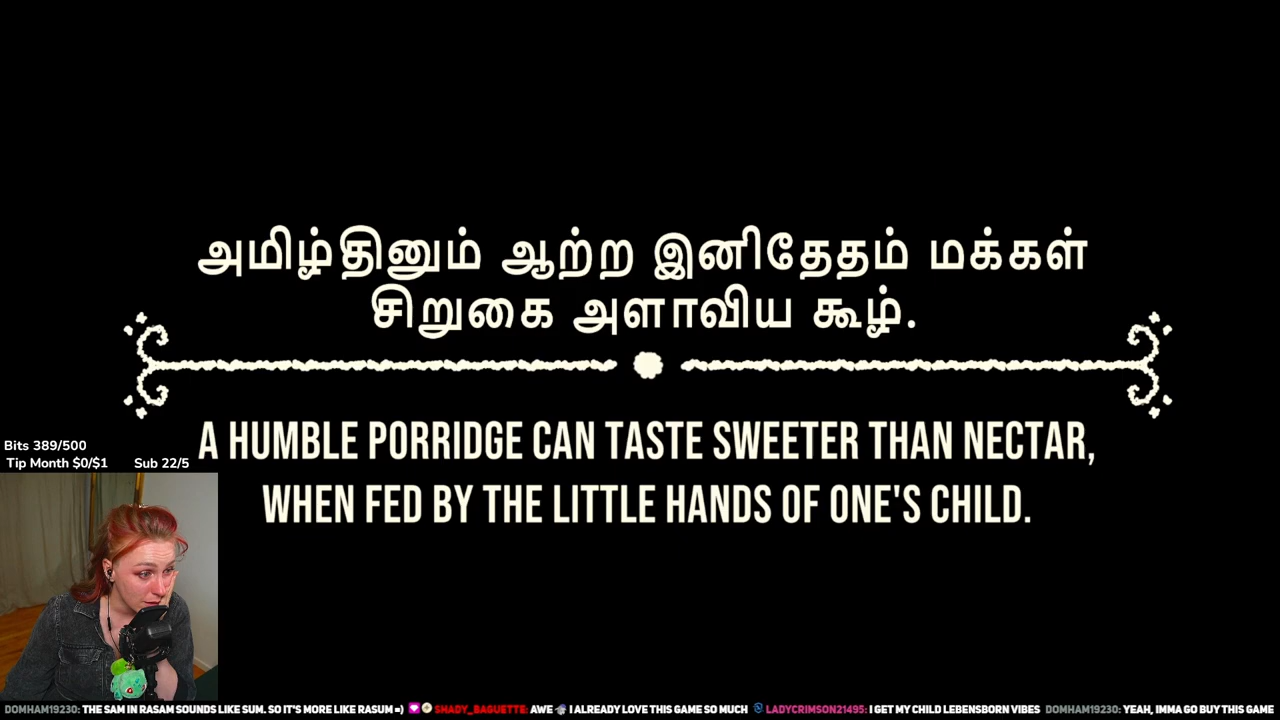 அமிழ்தினும் ஆற்ற இனிதேதம் மக்கள்
சிறுகை அளாவிய கூழ்.
A HUMBLE PORRIDGE CAN TASTE SWEETER THAN NECTAR,
WHEN FED BY THE LITTLE HANDS OF ONE'S CHILD.
Bits 389/500
Tip Month $0/$1 Sub 22/5
DOMHAM19230: THE SAM IN RASAM SOUNDS LIKE SUM. SO IT'S MORE LIKE RASUM =) SHADY_BAGUETTE: AWE I ALREADY LOVE THIS GAME SO MUCH LADYCRIMSON21495: I GET MY CHILD LEBENSBORN VIBES DOMHAM19230: YEAH, IMMA GO BUY THIS GAME